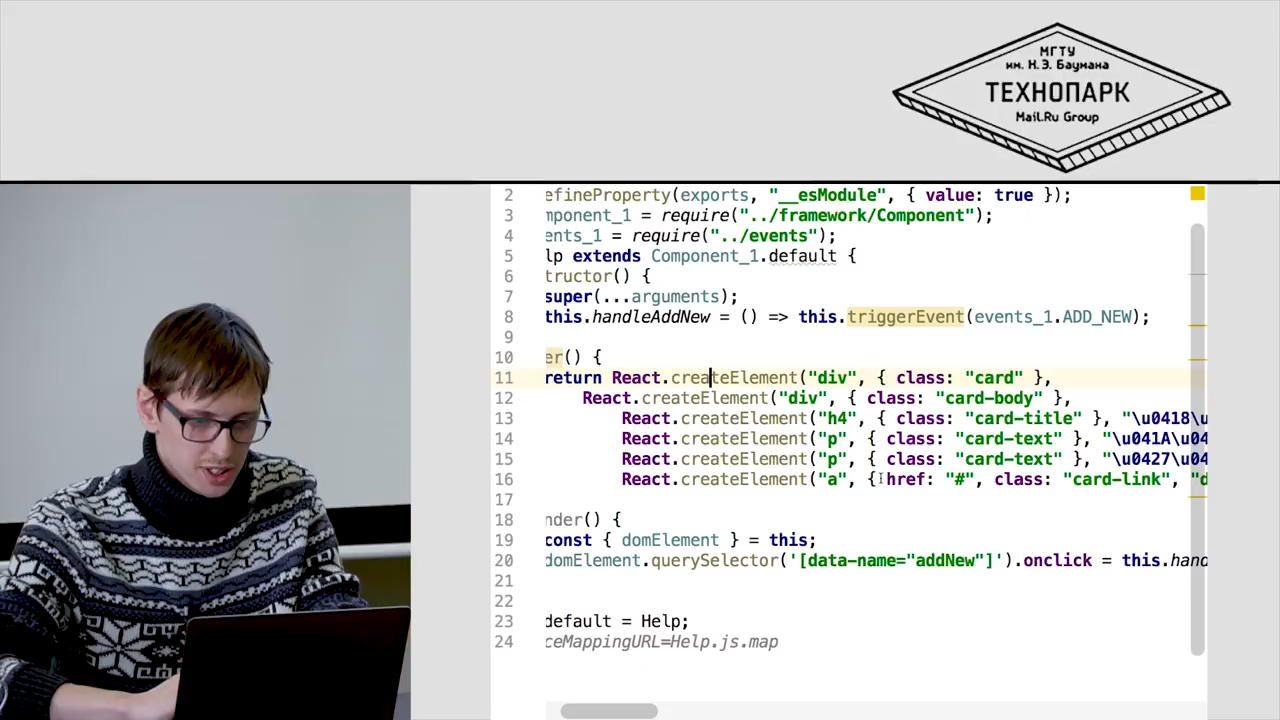 МГТУ
им. Н.Э. Баумана
ТЕХНОПАРК
Mail.Ru Group
2 efineProperty(exports, "__esModule", { value: true });
3 mponent_1 = require("../framework/Component");
4 ents_1 = require("../events");
5 lp extends Component_1.default {
6 tructor() {
7 super(...arguments);
8 this.handleAddNew = () => this.triggerEvent(events_1.ADD_NEW);
9
10 er() {
11 return React.createElement("div", { class: "card" },
12 React.createElement("div", { class: "card-body" },
13 React.createElement("h4", { class: "card-title" }, "\u0418\u
14 React.createElement("p", { class: "card-text" }, "\u041A\u04
15 React.createElement("p", { class: "card-text" }, "\u0427\u04
16 React.createElement("a", { href: "#", class: "card-link", "d
17
18 nder() {
19 const { domElement } = this;
20 domElement.querySelector('[data-name="addNew"]').onclick = this.hand
21
22
23 default = Help;
24 ceMappingURL=Help.js.map